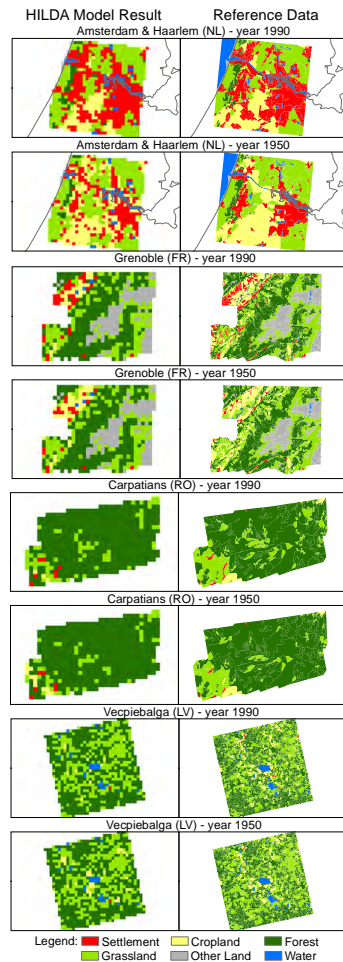 HILDA Model Result Reference Data
Amsterdam & Haarlem (NL) - year 1990
Amsterdam & Haarlem (NL) - year 1950
Grenoble (FR) - year 1990
Grenoble (FR) - year 1950
Carpatians (RO) - year 1990
Carpatians (RO) - year 1950
Vecpiebalga (LV) - year 1990
Vecpiebalga (LV) - year 1950
Legend: Settlement Cropland Forest
Grassland Other Land Water